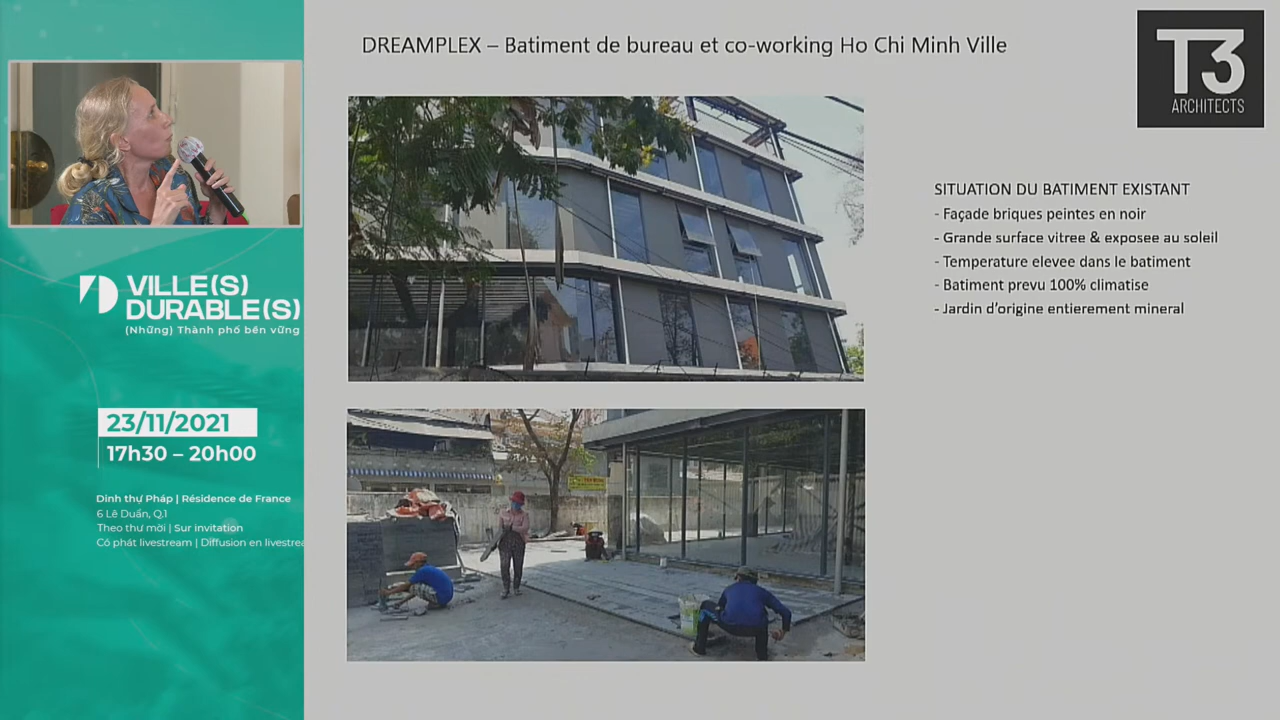 DREAMPLEX – Batiment de bureau et co-working Ho Chi Minh Ville
T3
ARCHITECTS
SITUATION DU BATIMENT EXISTANT
- Façade briques peintes en noir
- Grande surface vitree & exposee au soleil
- Temperature elevee dans le batiment
- Batiment prevu 100% climatise
- Jardin d'origine entierement mineral
VILLE(S)
DURABLE(S)
(Những) Thành phố bền vững
23/11/2021
17h30 – 20h00
Dinh thự Pháp | Résidence de France
6 Lê Duẩn, Q.1
Theo thư mời | Sur invitation
Có phát livestream | Diffusion en livestrea